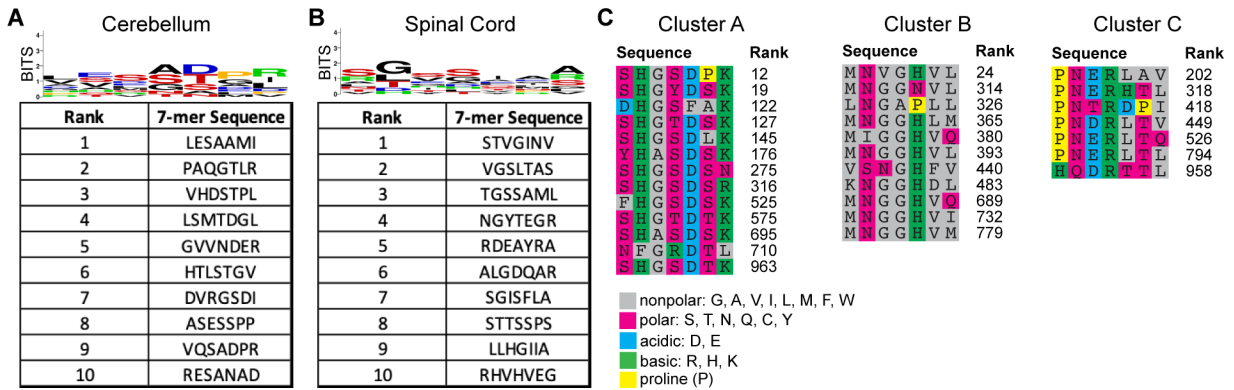 A Cerebellum
BITS
Rank 7-mer Sequence
1 LESAAMI
2 PAQGTLR
3 VHDSTPL
4 LSMTDGL
5 GVVNDER
6 HTLSTGV
7 DVRGSDI
8 ASESSPP
9 VQSADPR
10 RESANAD
B Spinal Cord
BITS
Rank 7-mer Sequence
1 STVGINV
2 VGSLTAS
3 TGSSAML
4 NGYTEGR
5 RDEAYRA
6 ALGDQAR
7 SGISFLA
8 STTSSPS
9 LLHGIIA
10 RHVHVEG
C Cluster A
Sequence Rank
SHGSDPK 12
SHGYDSK 19
DHGSFAK 122
SHGTDSK 127
SHGSDLK 145
YHASDSK 176
SHGSDSN 275
SHGSDSR 316
FHGSDSK 525
SHGTDTK 575
SHASDSK 695
NFGRDTL 710
SHGSDTK 963
Cluster B
Sequence Rank
MNVGHVL 24
MNGGNVL 314
LNGAPLL 326
MNGGHLM 365
MIGGHVQ 380
MNGGHVL 393
VSNGHFV 440
KNGGHDL 483
MNGGHVQ 689
MNGGHVI 732
MNGGHVM 779
Cluster C
Sequence Rank
PNERLAV 202
PNERHTL 318
PNTRDPI 418
PNDRLTV 449
PNERLTQ 526
PNERLTL 794
HQDRTTL 958
nonpolar: G, A, V, I, L, M, F, W
polar: S, T, N, Q, C, Y
acidic: D, E
basic: R, H, K
proline (P)